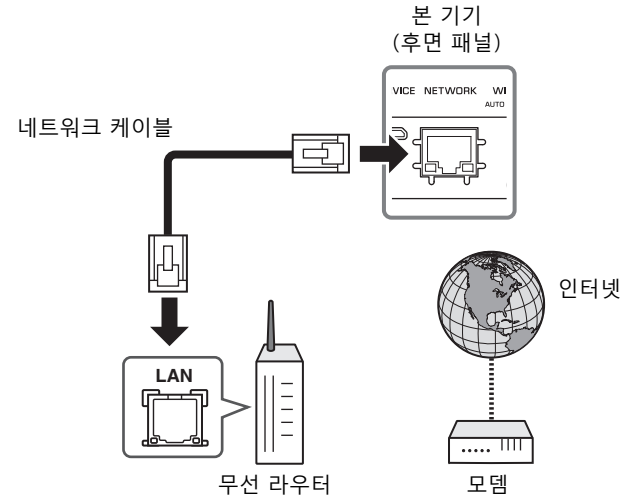 본 기기
(후면 패널)
VICE NETWORK WI
AUTO
네트워크 케이블
인터넷
LAN
무선 라우터
모뎀